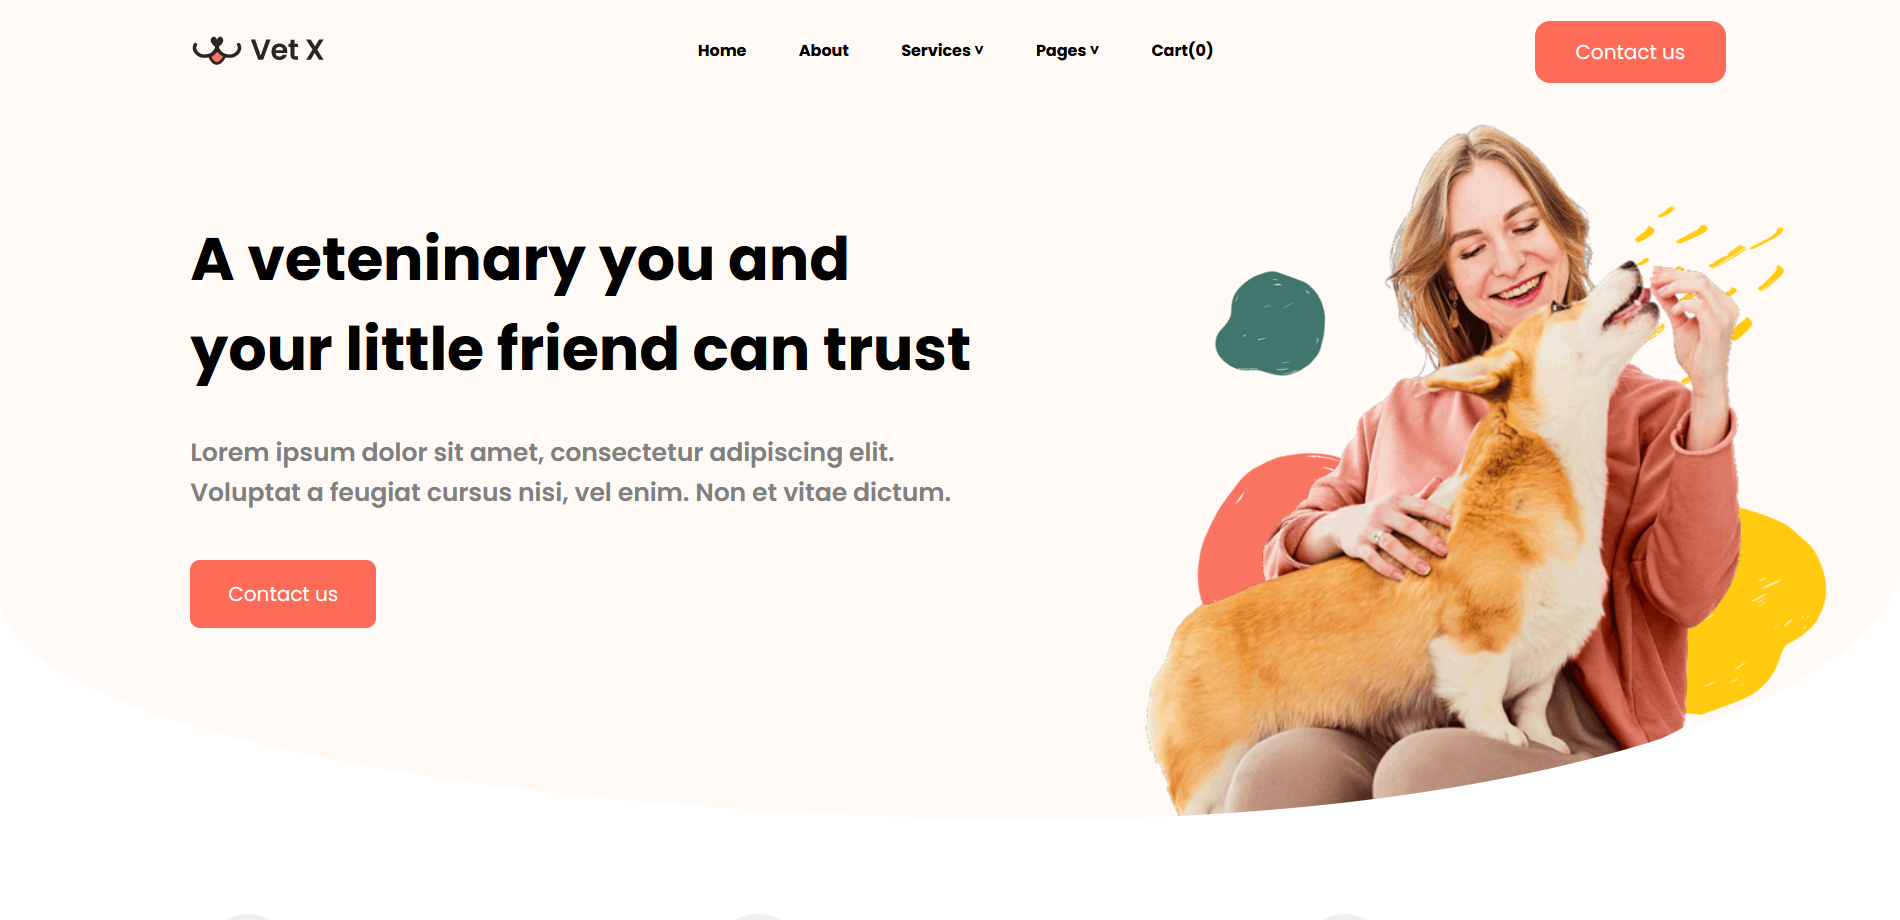 Vet X
Home About Services v Pages v Cart(0)
Contact us
A veteninary you and
your little friend can trust
Lorem ipsum dolor sit amet, consectetur adipiscing elit.
Voluptat a feugiat cursus nisi, vel enim. Non et vitae dictum.
Contact us